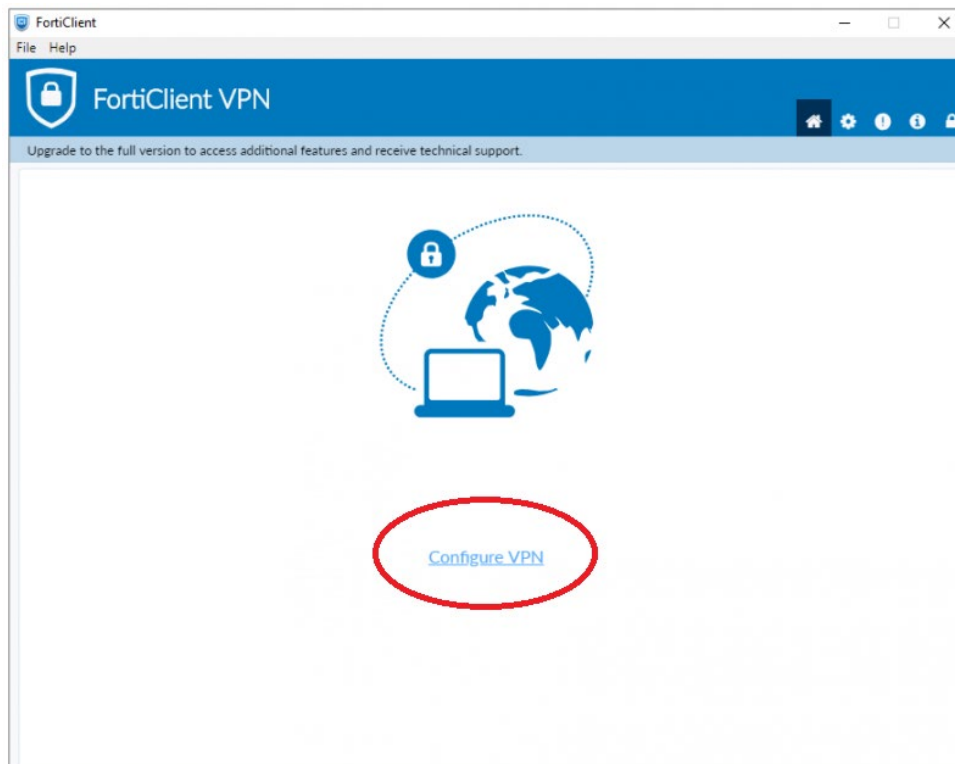 FortiClient
File Help
FortiClient VPN
Upgrade to the full version to access additional features and receive technical support.
Configure VPN